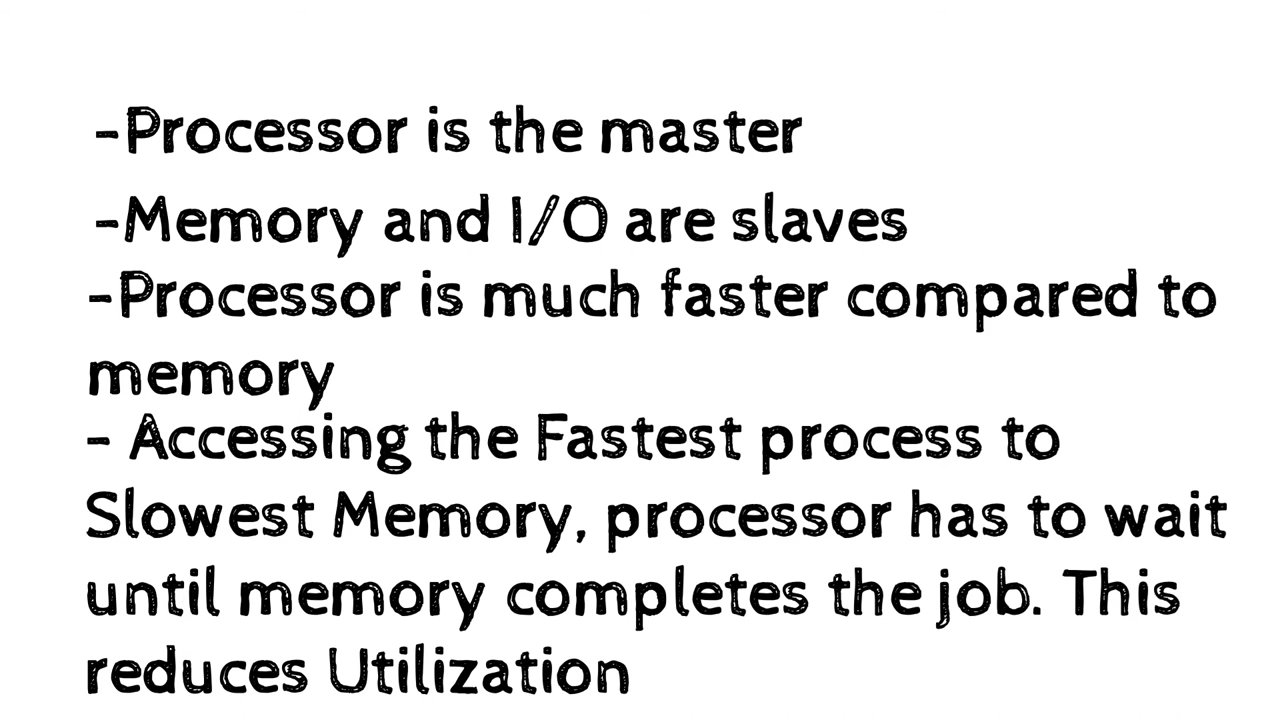 -Processor is the master
-Memory and I/O are slaves
-Processor is much faster compared to
memory
- Accessing the Fastest process to
Slowest Memory, processor has to wait
until memory completes the job. This
reduces Utilization